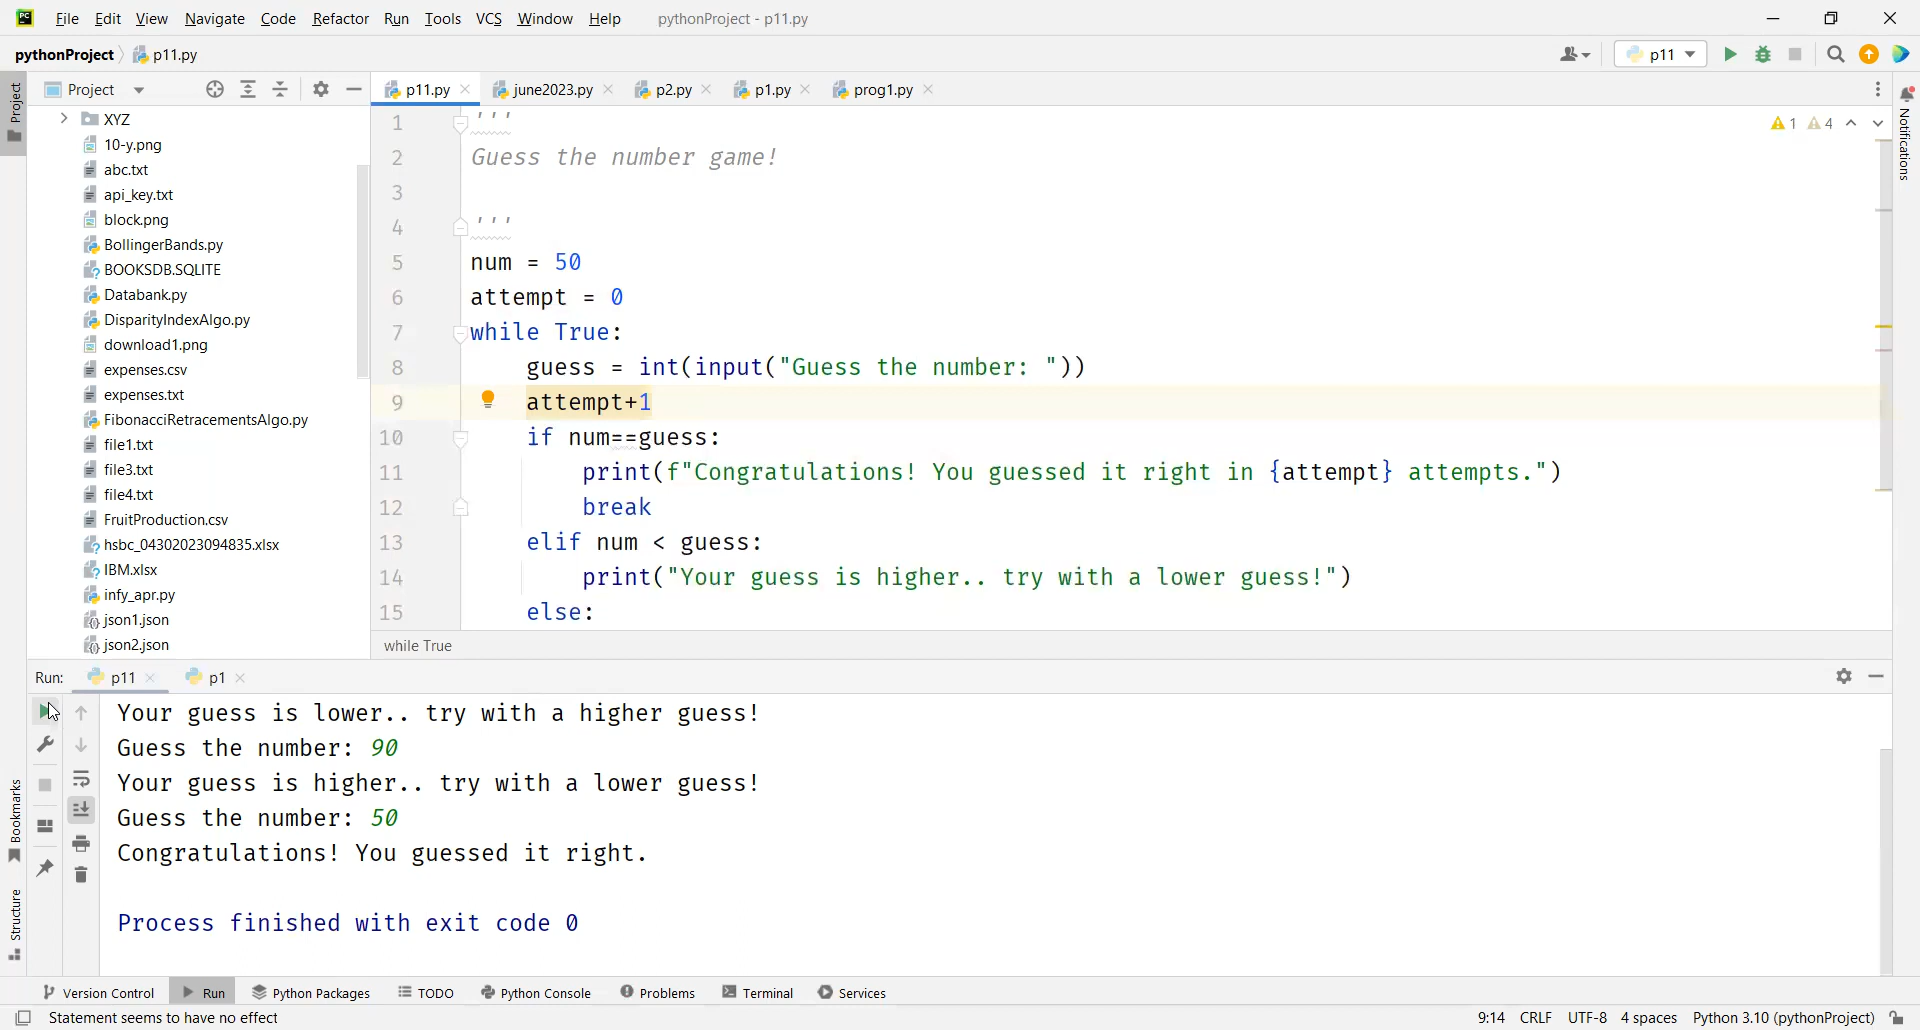 PC File Edit View Navigate Code Refactor Run Tools VCS Window Help pythonProject - p11.py
pythonProject p11.py p11
Project Project p11.py june2023.py p2.py p1.py prog1.py
XYZ
10-y.png
abc.txt
api_key.txt
block.png
BollingerBands.py
BOOKSDB.SQLITE
Databank.py
DisparityIndexAlgo.py
download1.png
expenses.csv
expenses.txt
FibonacciRetracementsAlgo.py
file1.txt
file3.txt
file4.txt
FruitProduction.csv
hsbc_04302023094835.xlsx
IBM.xlsx
infy_apr.py
json1.json
json2.json
1 '''
2 Guess the number game!
3
4 '''
5 num = 50
6 attempt = 0
7 while True:
8 guess = int(input("Guess the number: "))
9 attempt+1
10 if num==guess:
11 print(f"Congratulations! You guessed it right in {attempt} attempts.")
12 break
13 elif num < guess:
14 print("Your guess is higher.. try with a lower guess!")
15 else:
1 4
Notifications
while True
Run: p11 p1
Your guess is lower.. try with a higher guess!
Guess the number: 90
Your guess is higher.. try with a lower guess!
Guess the number: 50
Congratulations! You guessed it right.
Process finished with exit code 0
Bookmarks
Structure
Version Control Run Python Packages TODO Python Console Problems Terminal Services
Statement seems to have no effect 9:14 CRLF UTF-8 4 spaces Python 3.10 (pythonProject)